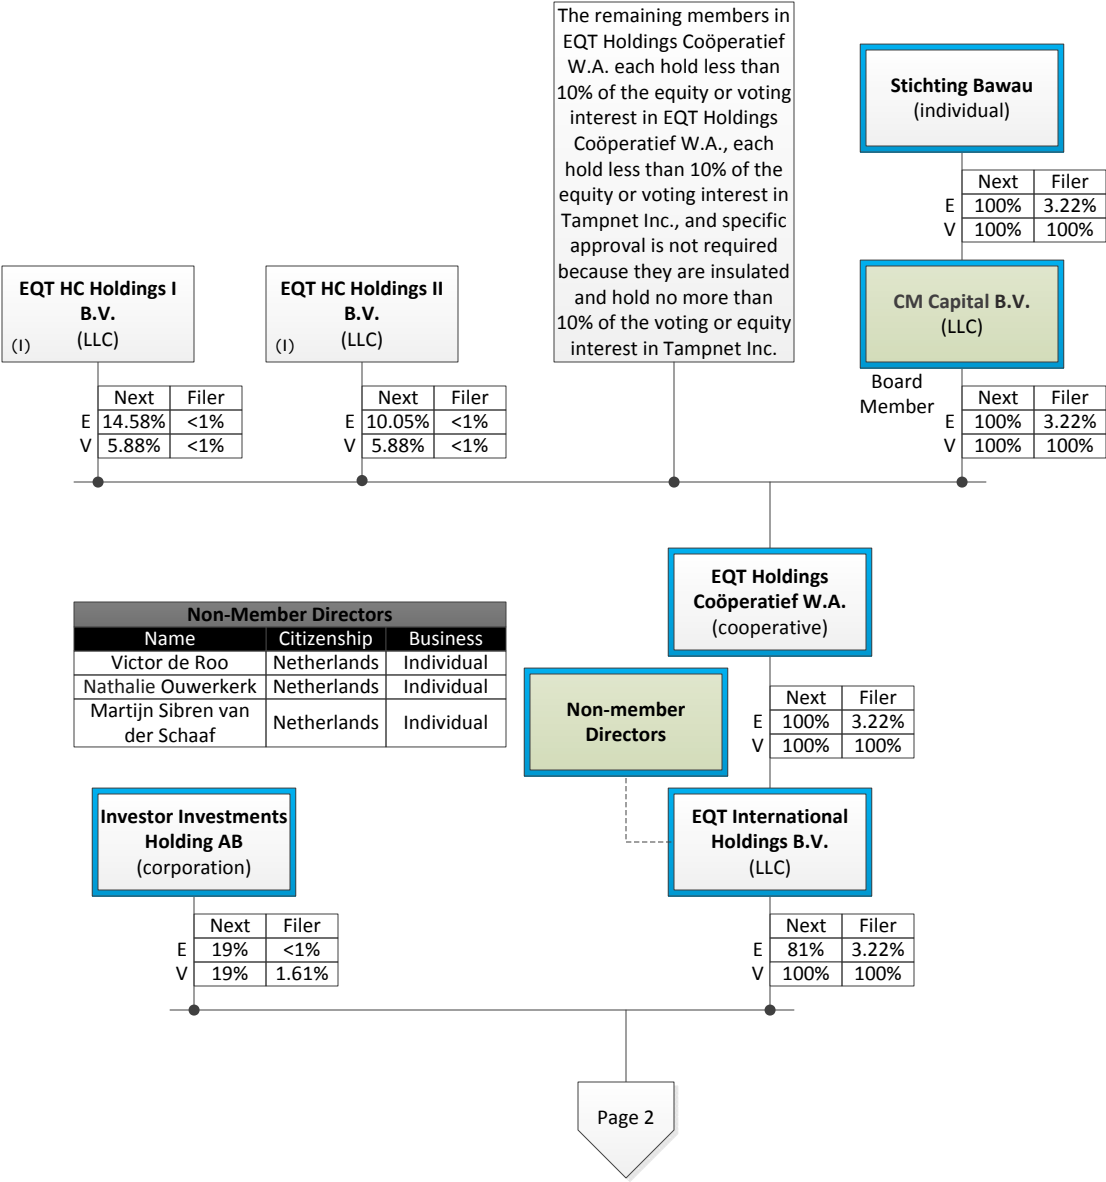 The remaining members in
EQT Holdings Coöperatief
W.A. each hold less than
10% of the equity or voting
interest in EQT Holdings
Coöperatief W.A., each
hold less than 10% of the
equity or voting interest in
Tampnet Inc., and specific
approval is not required
because they are insulated
and hold no more than
10% of the voting or equity
interest in Tampnet Inc.
Stichting Bawau
(individual)
Next Filer
E 100% 3.22%
V 100% 100%
EQT HC Holdings I
B.V.
(LLC)
(I)
EQT HC Holdings II
B.V.
(LLC)
(I)
CM Capital B.V.
(LLC)
Board
Member
Next Filer
E 14.58% <1%
V 5.88% <1%
Next Filer
E 10.05% <1%
V 5.88% <1%
Next Filer
E 100% 3.22%
V 100% 100%
EQT Holdings
Coöperatief W.A.
(cooperative)
Non-Member Directors
Name Citizenship Business
Victor de Roo Netherlands Individual
Nathalie Ouwerkerk Netherlands Individual
Martijn Sibren van
der Schaaf Netherlands Individual
Non-member
Directors
Next Filer
E 100% 3.22%
V 100% 100%
Investor Investments
Holding AB
(corporation)
EQT International
Holdings B.V.
(LLC)
Next Filer
E 19% <1%
V 19% 1.61%
Next Filer
E 81% 3.22%
V 100% 100%
Page 2